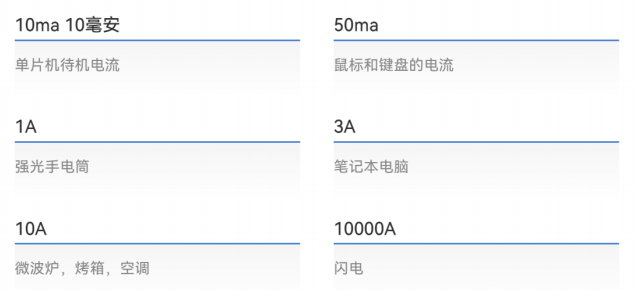 10ma 10毫安
50ma
单片机待机电流
鼠标和键盘的电流
1A
3A
强光手电筒
笔记本电脑
10A
10000A
微波炉，烤箱，空调
闪电